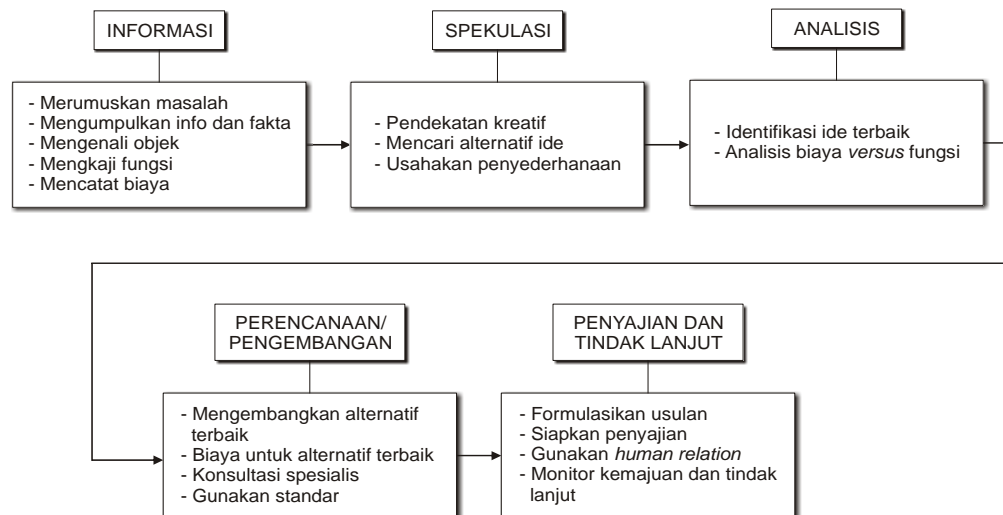 INFORMASI
- Merumuskan masalah
- Mengumpulkan info dan fakta
- Mengenali objek
- Mengkaji fungsi
- Mencatat biaya
SPEKULASI
- Pendekatan kreatif
- Mencari alternatif ide
- Usahakan penyederhanaan
ANALISIS
- Identifikasi ide terbaik
- Analisis biaya versus fungsi
PERENCANAAN/
PENGEMBANGAN
- Mengembangkan alternatif
terbaik
- Biaya untuk alternatif terbaik
- Konsultasi spesialis
- Gunakan standar
PENYAJIAN DAN
TINDAK LANJUT
- Formulasikan usulan
- Siapkan penyajian
- Gunakan human relation
- Monitor kemajuan dan tindak
lanjut